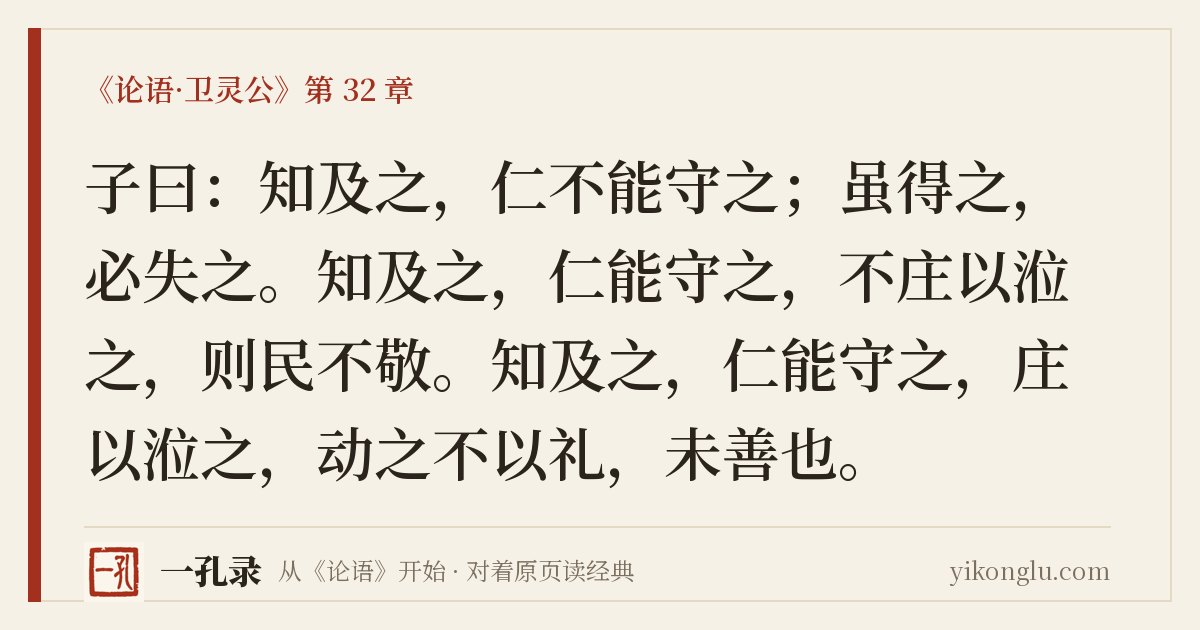 《论语·卫灵公》第 32 章
子曰：知及之，仁不能守之；虽得之，
必失之。知及之，仁能守之，不庄以涖
之，则民不敬。知及之，仁能守之，庄
以涖之，动之不以礼，未善也。
一孔
一孔录 从《论语》开始 · 对着原页读经典 yikonglu.com